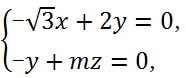 -√3x + 2y = 0,
-y + mz = 0,